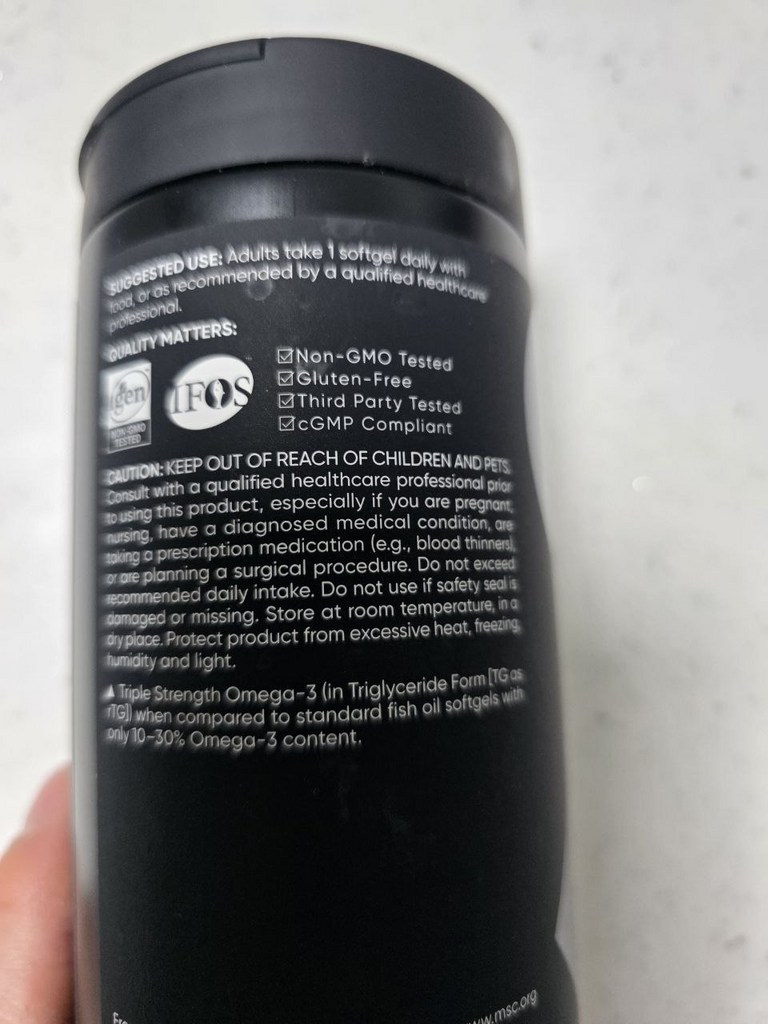 SUGGESTED USE: Adults take 1 softgel daily with
food, or as recommended by a qualified healthcare
professional.
QUALITY MATTERS:
igen
NON-GMO
TESTED
IFOS
☑Non-GMO Tested
☑Gluten-Free
☑Third Party Tested
☑cGMP Compliant
CAUTION: KEEP OUT OF REACH OF CHILDREN AND PETS.
Consult with a qualified healthcare professional prior
to using this product, especially if you are pregnant,
nursing, have a diagnosed medical condition, are
taking a prescription medication (e.g., blood thinners),
or are planning a surgical procedure. Do not exceed
recommended daily intake. Do not use if safety seal is
damaged or missing. Store at room temperature, in a
dry place. Protect product from excessive heat, freezing,
humidity and light.
▲ Triple Strength Omega-3 (in Triglyceride Form [TG as
rTG]) when compared to standard fish oil softgels with
only 10-30% Omega-3 content.
www.msc.org